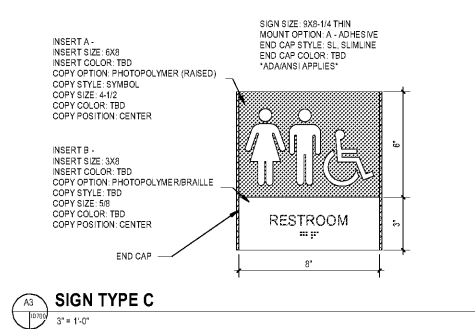 SIGN SIZE: 9X8-1/4 THIN
MOUNT OPTION: A - ADHESIVE
END CAP STYLE: SL, SLIMLINE
END CAP COLOR: TBD
*ADA/ANSI APPLIES*
INSERT A -
INSERT SIZE: 6X8
INSERT COLOR: TBD
COPY OPTION: PHOTOPOLYMER (RAISED)
COPY STYLE: SYMBOL
COPY SIZE: 4-1/2
COPY COLOR: TBD
COPY POSITION: CENTER
INSERT B -
INSERT SIZE: 3X8
INSERT COLOR: TBD
COPY OPTION: PHOTOPOLYMER/BRAILLE
COPY STYLE: TBD
COPY SIZE: 5/8
COPY COLOR: TBD
COPY POSITION: CENTER
END CAP
6"
RESTROOM
3"
8"
A3
ID700
SIGN TYPE C
3" = 1'-0"